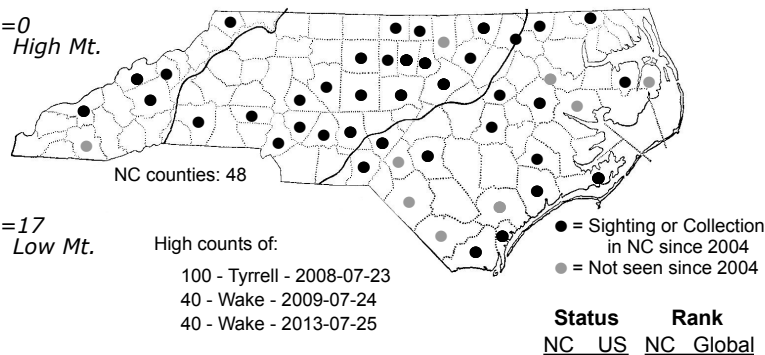 =0
High Mt.
NC counties: 48
=17
Low Mt.
High counts of:
100 - Tyrrell - 2008-07-23
40 - Wake - 2009-07-24
40 - Wake - 2013-07-25
= Sighting or Collection
in NC since 2004
= Not seen since 2004
Status Rank
NC US NC Global